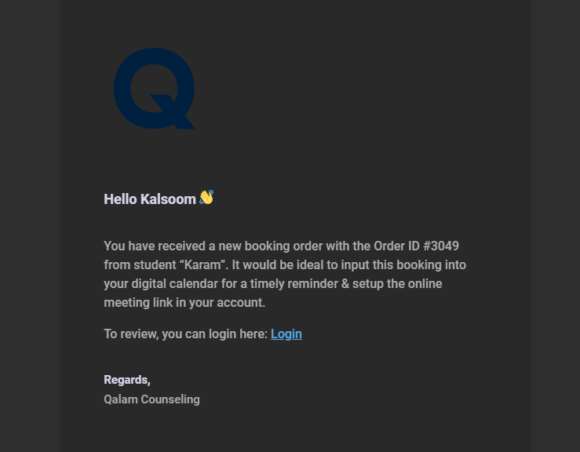 Q
Hello Kalsoom 👋
You have received a new booking order with the Order ID #3049
from student “Karam”. It would be ideal to input this booking into
your digital calendar for a timely reminder & setup the online
meeting link in your account.
To review, you can login here: Login
Regards,
Qalam Counseling